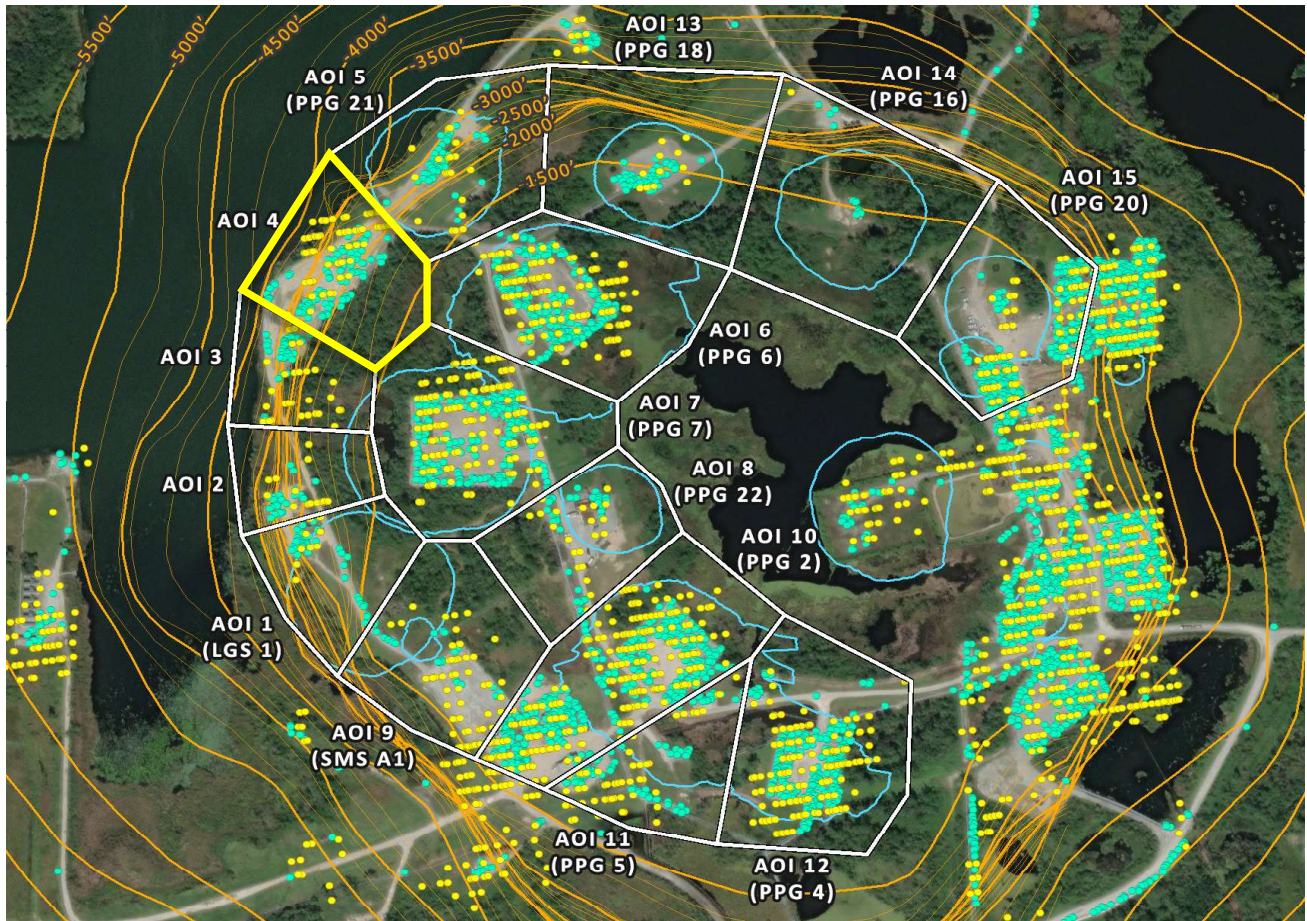 -5500'
-5000'
-4500'
-4000'
-3500'
-3000'
-2500'
-2000'
-1500'
AOI 13
(PPG 18)
AOI 5
(PPG 21)
AOI 14
(PPG 16)
AOI 15
(PPG 20)
AOI 4
AOI 3
AOI 6
(PPG 6)
AOI 7
(PPG 7)
AOI 2
AOI 8
(PPG 22)
AOI 10
(PPG 2)
AOI 1
(LGS 1)
AOI 9
(SMS A1)
AOI 11
(PPG 5)
AOI 12
(PPG 4)